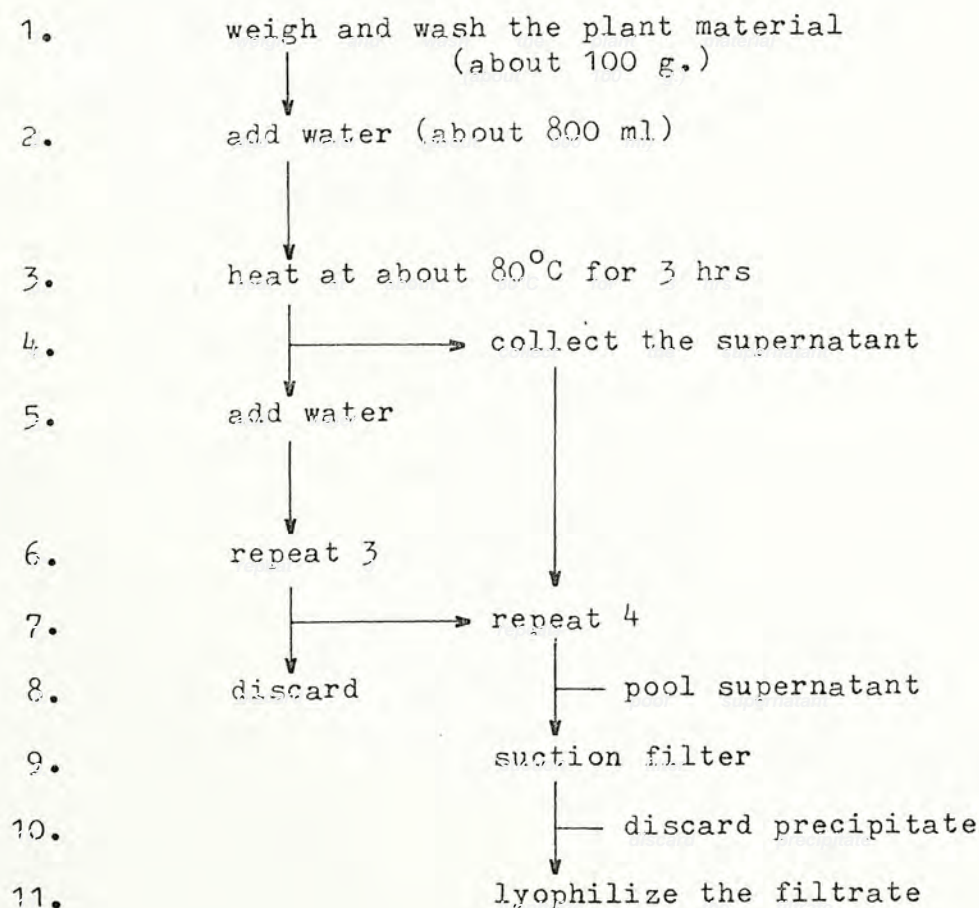 1. weigh and wash the plant material
(about 100 g.)
2. add water (about 800 ml)
3. heat at about 80°C for 3 hrs
4. collect the supernatant
5. add water
6. repeat 3
7. repeat 4
8. discard pool supernatant
9. suction filter
10. discard precipitate
11. lyophilize the filtrate